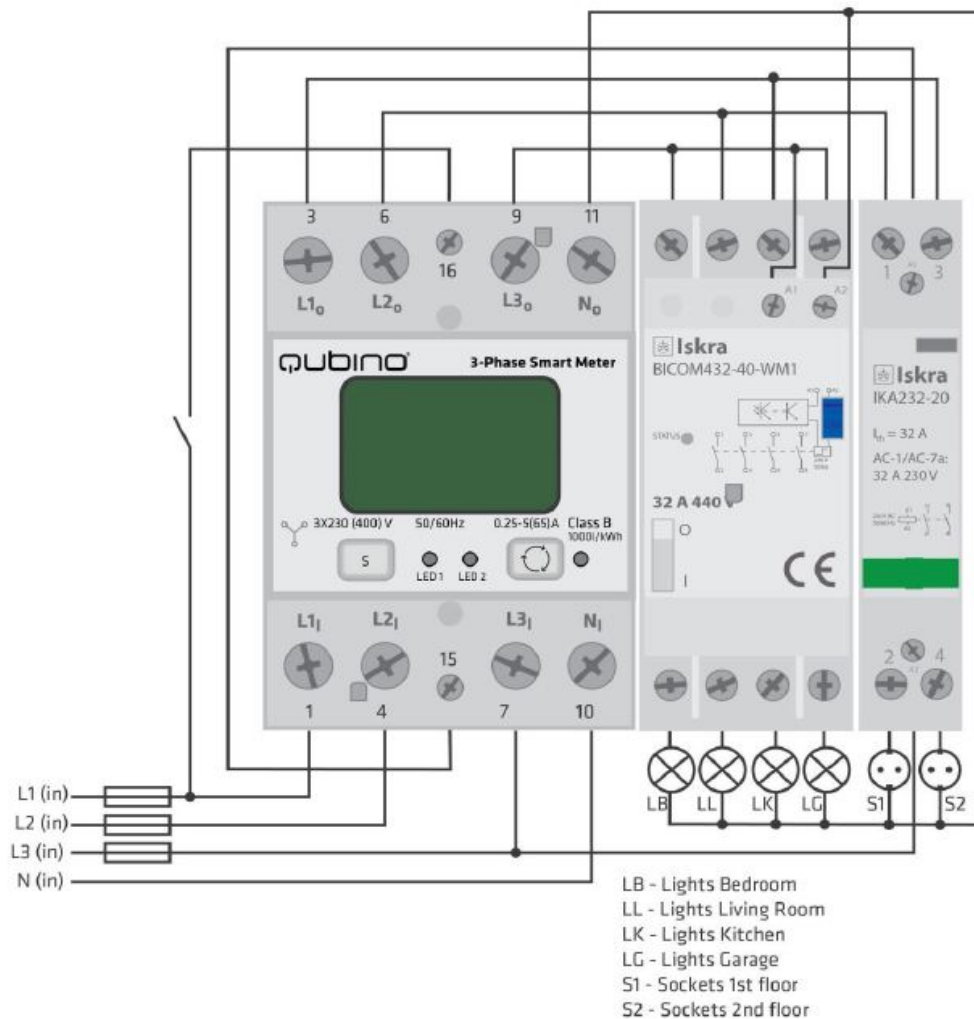 3 6 9 11
16
L1o L2o L3o No
1 3
A1 A2
QUBINO
3-Phase Smart Meter
Iskra
BICOM432-40-WM1
STATUS
32 A 440 V
O
I
CE
Iskra
IKA232-20
Ith = 32 A
AC-1/AC-7a:
32 A 230 V
3X230 (400) V 50/60Hz 0.25-5(65)A Class B
1000i/kWh
S
LED 1 LED 2
L1I L2I L3I NI
15
1 4 7 10
2 4
L1 (in)
L2 (in)
L3 (in)
N (in)
LB LL LK LG S1 S2
LB - Lights Bedroom
LL - Lights Living Room
LK - Lights Kitchen
LG - Lights Garage
S1 - Sockets 1st floor
S2 - Sockets 2nd floor